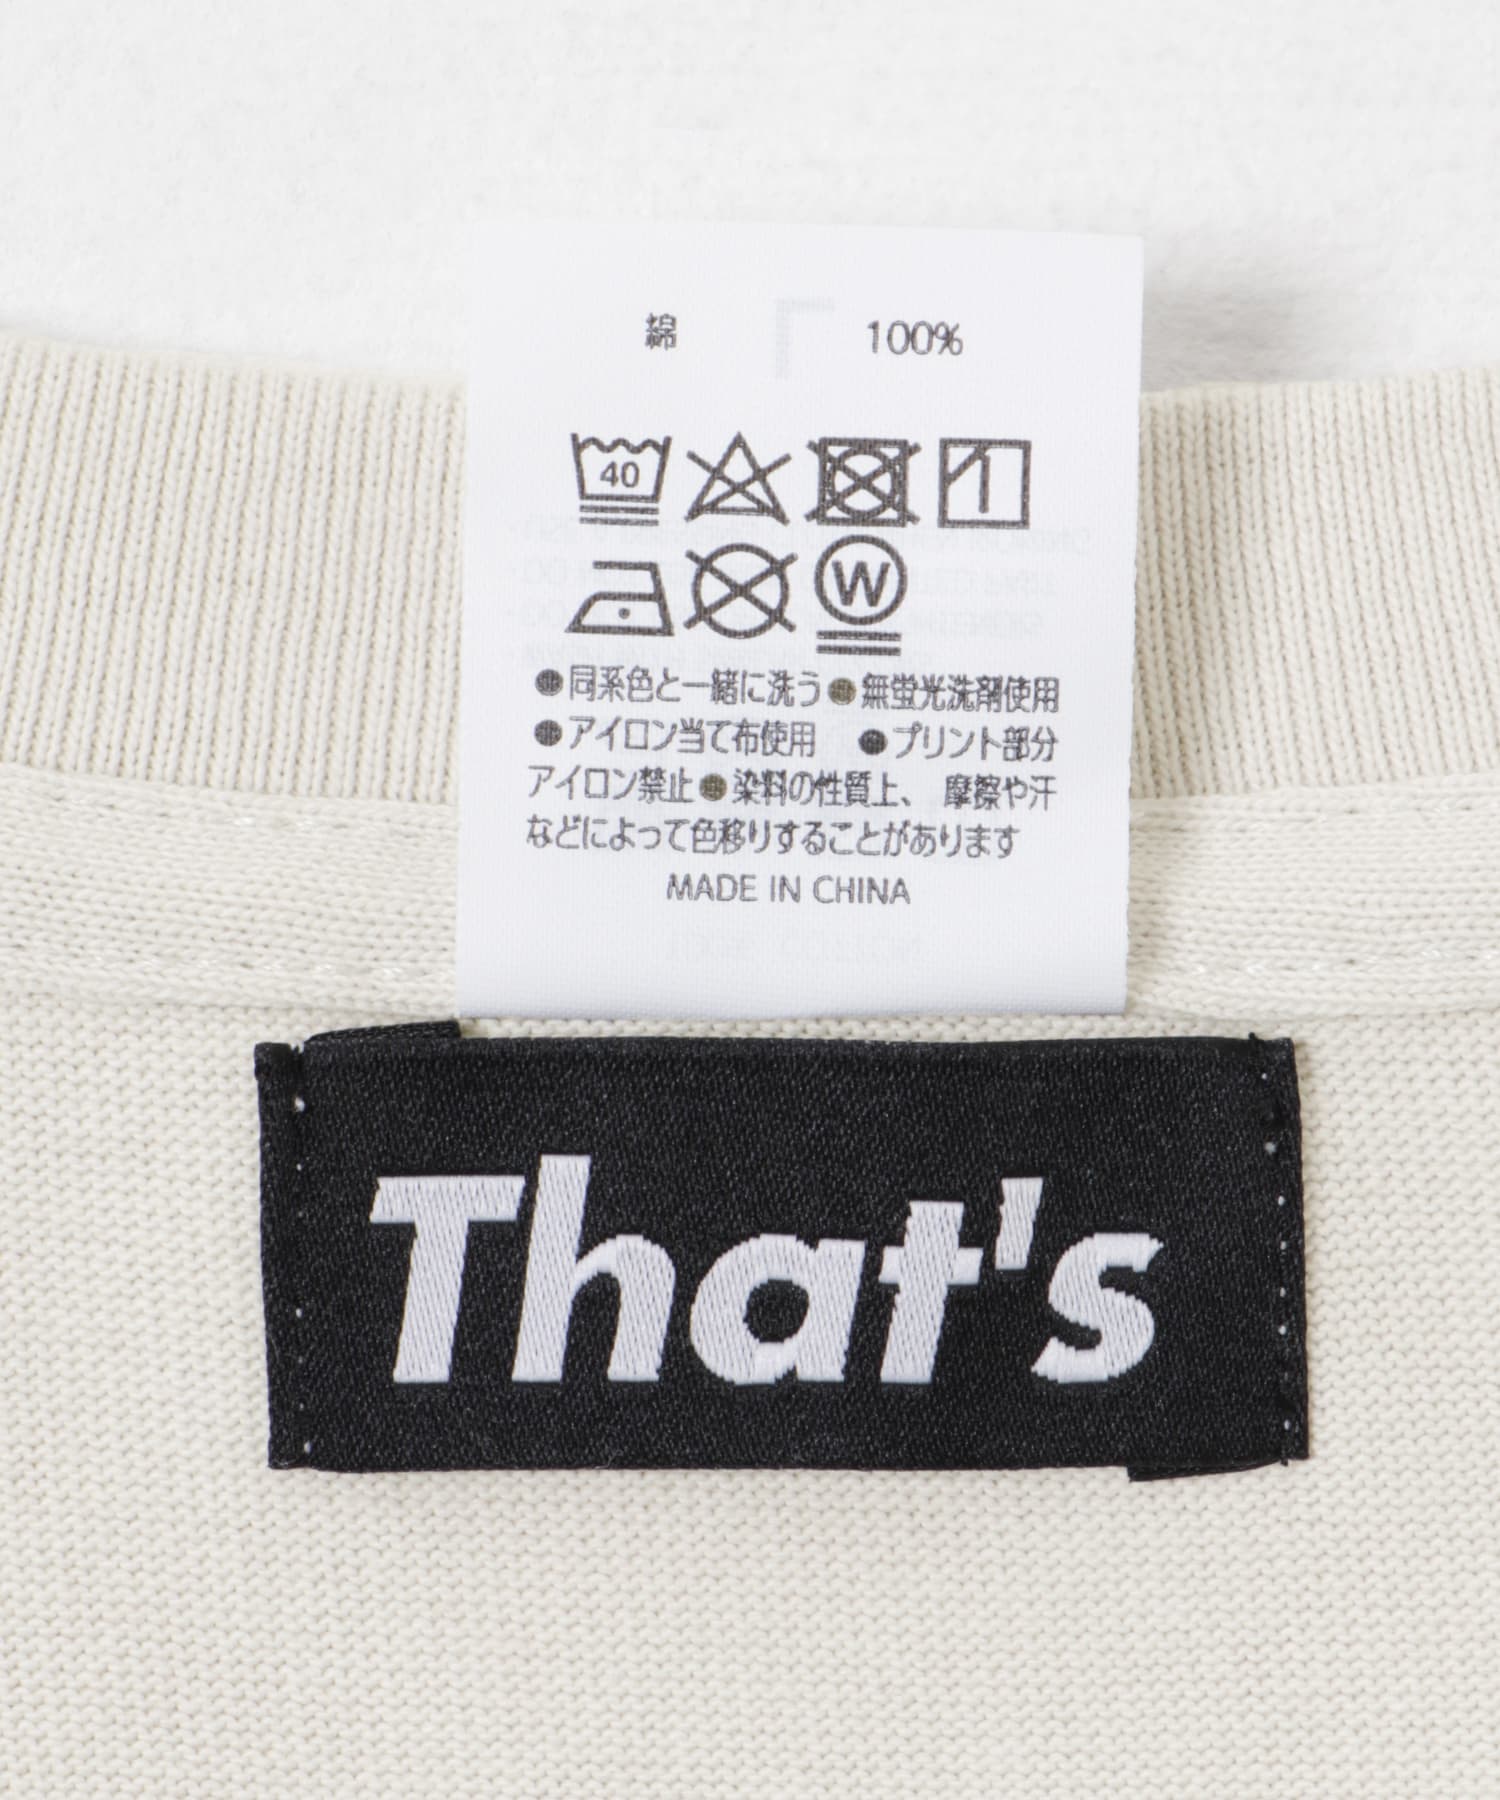 綿 100%
40
W
●同系色と一緒に洗う●無蛍光洗剤使用
●アイロン当て布使用 ●プリント部分
アイロン禁止●染料の性質上、摩擦や汗
などによって色移りすることがあります
MADE IN CHINA
That's